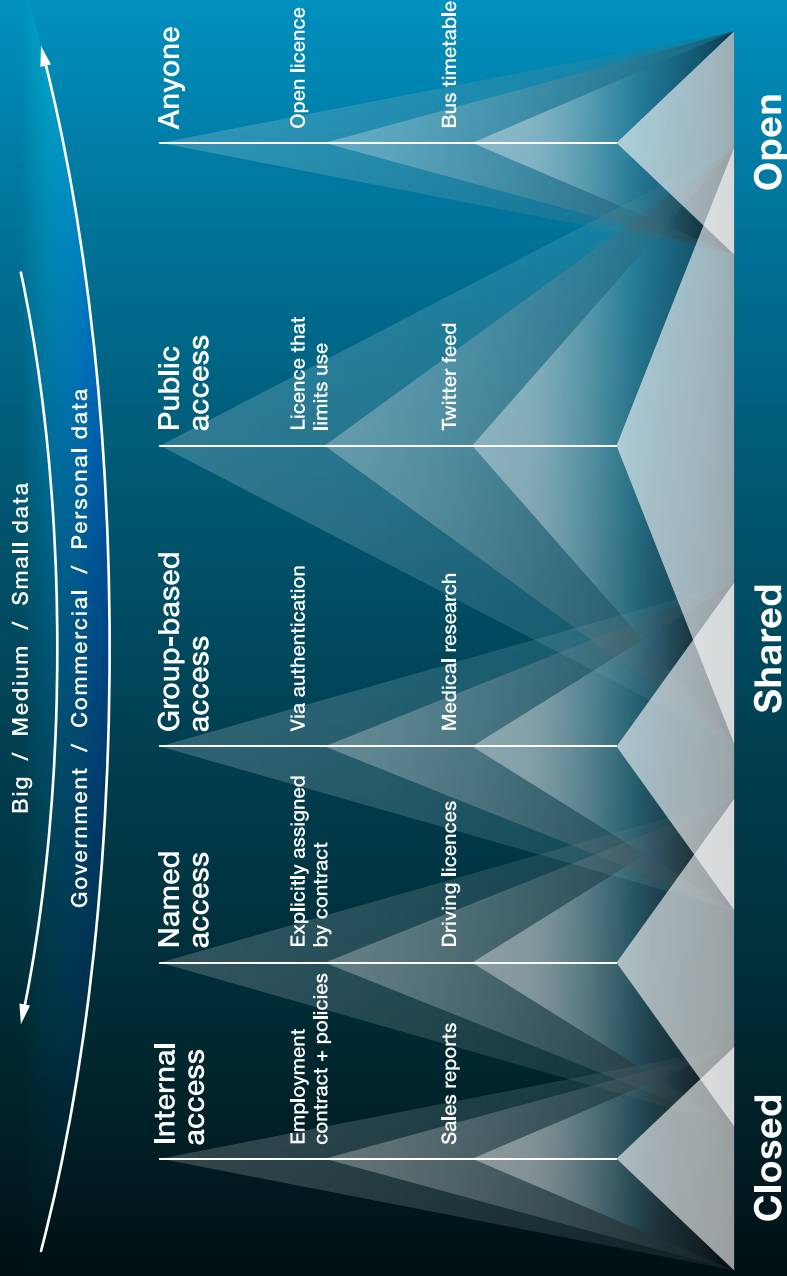 Big / Medium / Small data
Government / Commercial / Personal data
Internal
access
Named
access
Group-based
access
Public
access
Anyone
Employment
contract + policies
Explicitly assigned
by contract
Via authentication
Licence that
limits use
Open licence
Sales reports
Driving licences
Medical research
Twitter feed
Bus timetable
Closed
Shared
Open